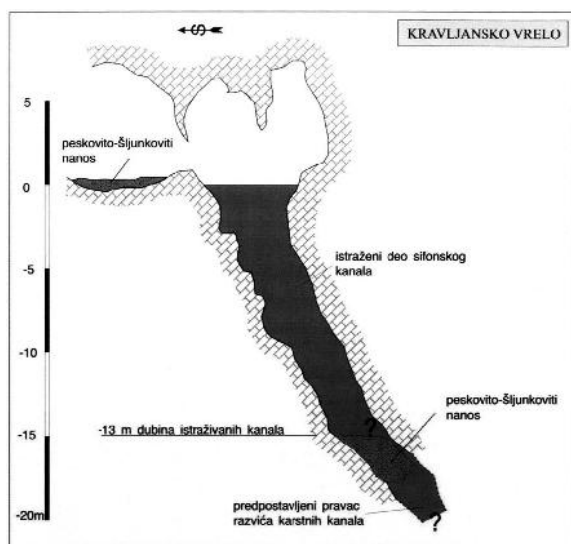 S
KRAVLJANSKO VRELO
5
peskovito-šljunkoviti
nanos
0
istraženi deo sifonskog
kanala
-5
-10
peskovito-šljunkoviti
nanos
-13 m dubina istraživanih kanala
?
-15
predpostavljeni pravac
razvića karstnih kanala
-20m
?